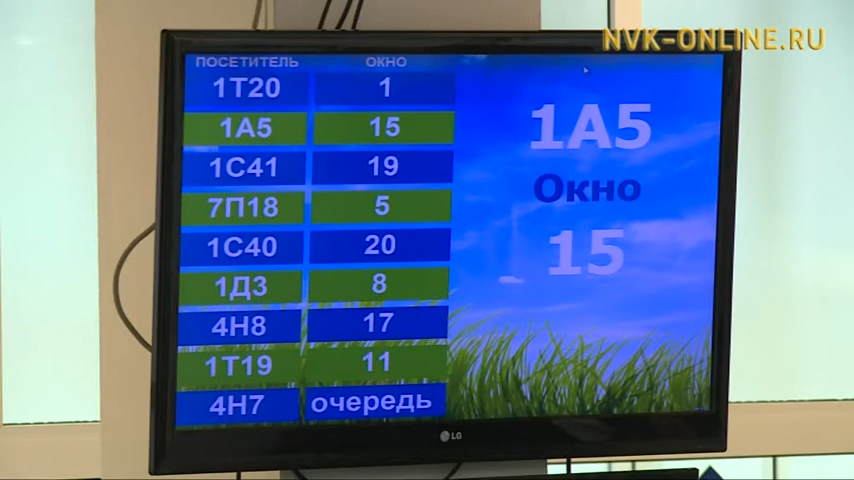 NVK-ONLINE.RU
ПОСЕТИТЕЛЬ ОКНО
1Т20 1
1А5 15
1С41 19
7П18 5
1С40 20
1Д3 8
4Н8 17
1Т19 11
4Н7 очередь
1А5
Окно
15
LG